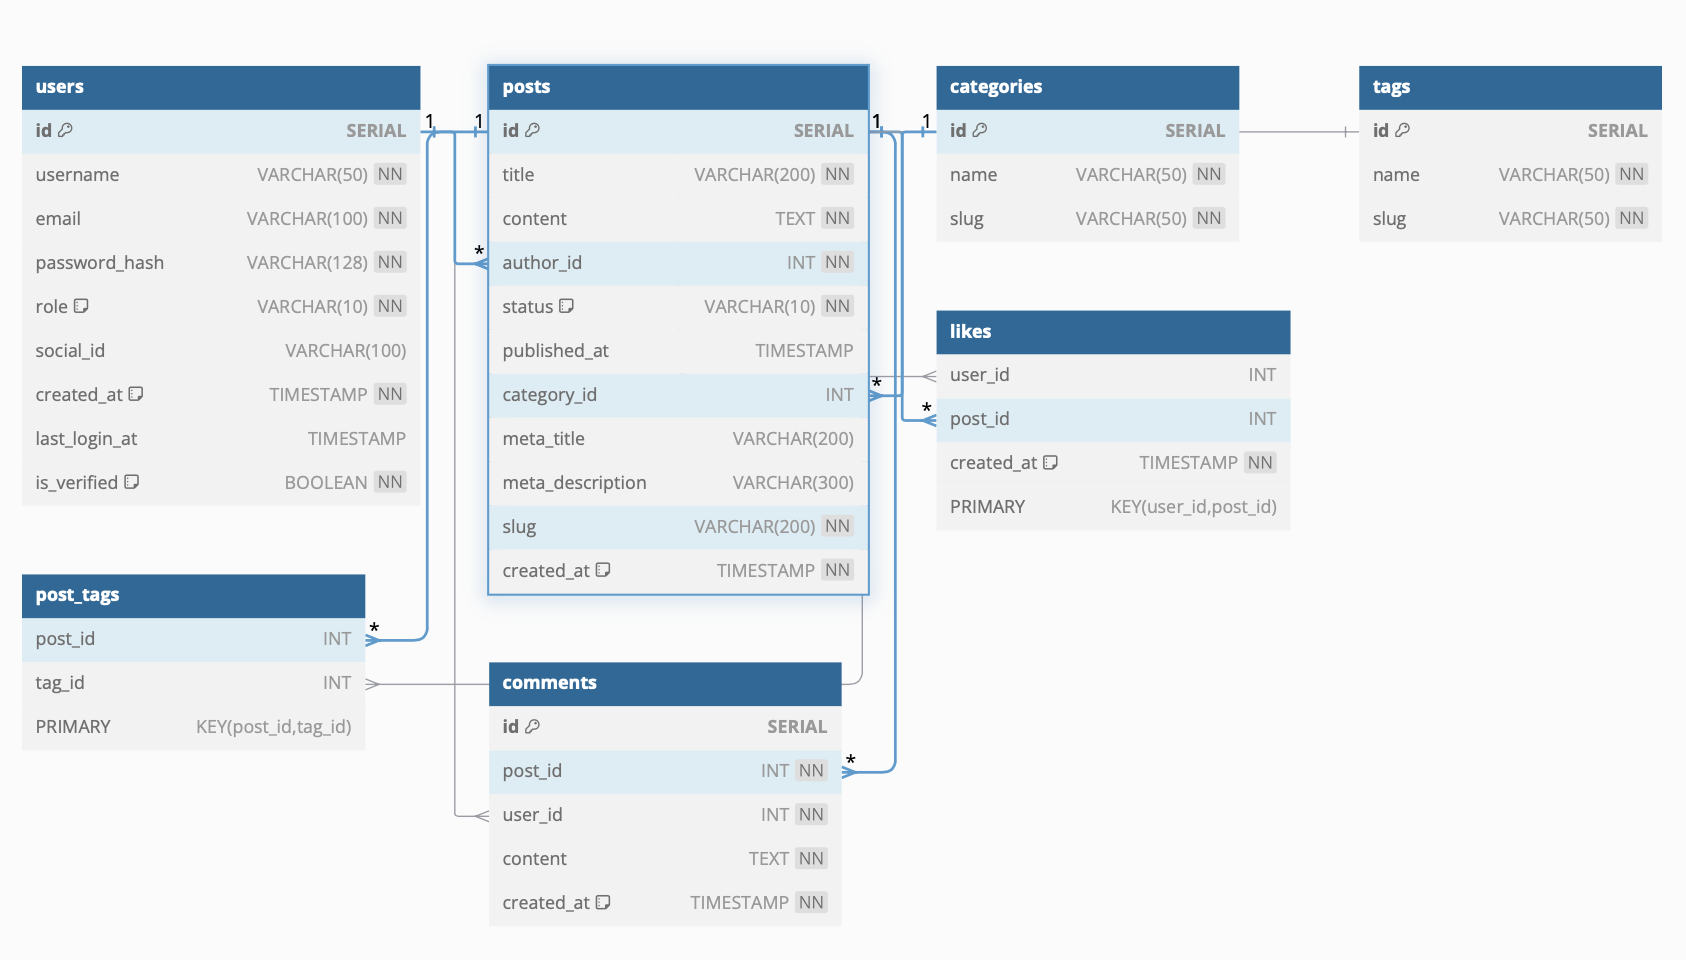 users
id SERIAL
username VARCHAR(50) NN
email VARCHAR(100) NN
password_hash VARCHAR(128) NN
role VARCHAR(10) NN
social_id VARCHAR(100)
created_at TIMESTAMP NN
last_login_at TIMESTAMP
is_verified BOOLEAN NN
1
1
*
posts
id SERIAL
title VARCHAR(200) NN
content TEXT NN
author_id INT NN
status VARCHAR(10) NN
published_at TIMESTAMP
category_id INT
meta_title VARCHAR(200)
meta_description VARCHAR(300)
slug VARCHAR(200) NN
created_at TIMESTAMP NN
1
1
*
*
categories
id SERIAL
name VARCHAR(50) NN
slug VARCHAR(50) NN
tags
id SERIAL
name VARCHAR(50) NN
slug VARCHAR(50) NN
likes
user_id INT
post_id INT
created_at TIMESTAMP NN
PRIMARY KEY(user_id,post_id)
post_tags
post_id INT
*
tag_id INT
PRIMARY KEY(post_id,tag_id)
comments
id SERIAL
post_id INT NN
*
user_id INT NN
content TEXT NN
created_at TIMESTAMP NN